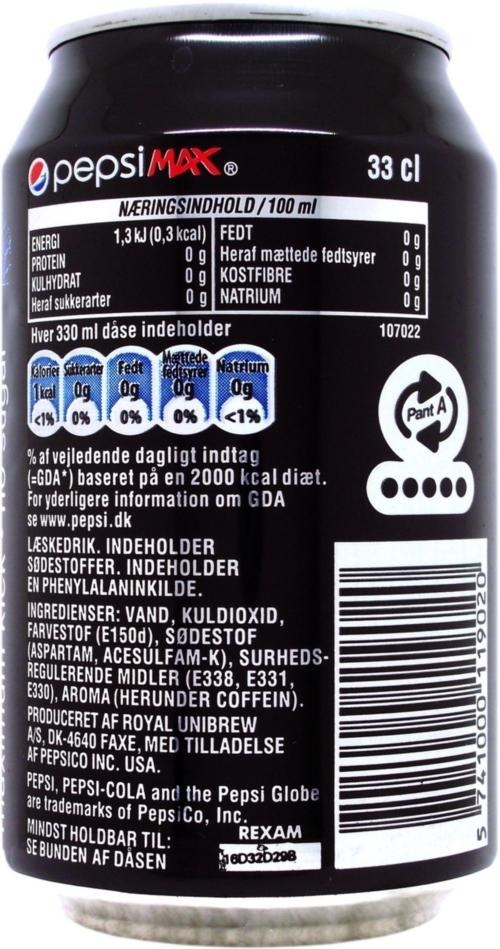 pepsi MAX ®
33 cl
NÆRINGSINDHOLD / 100 ml
ENERGI 1,3 kJ (0,3 kcal)
PROTEIN 0 g
KULHYDRAT 0 g
Heraf sukkerarter 0 g
FEDT 0 g
Heraf mættede fedtsyrer 0 g
KOSTFIBRE 0 g
NATRIUM 0 g
Hver 330 ml dåse indeholder
107022
Kalorier 1 kcal <1%
Sukkerarter 0g 0%
Fedt 0g 0%
Mættede fedtsyrer 0g 0%
Natrium 0g <1%
Pant A
% af vejledende dagligt indtag
(=GDA*) baseret på en 2000 kcal diæt.
For yderligere information om GDA
se www.pepsi.dk
LÆSKEDRIK. INDEHOLDER
SØDESTOFFER. INDEHOLDER
EN PHENYLALANINKILDE.
INGREDIENSER: VAND, KULDIOXID,
FARVESTOF (E150d), SØDESTOF
(ASPARTAM, ACESULFAM-K), SURHEDS-
REGULERENDE MIDLER (E338, E331,
E330), AROMA (HERUNDER COFFEIN).
PRODUCERET AF ROYAL UNIBREW
A/S, DK-4640 FAXE, MED TILLADELSE
AF PEPSICO INC. USA.
PEPSI, PEPSI-COLA and the Pepsi Globe
are trademarks of PepsiCo, Inc.
MINDST HOLDBAR TIL:
SE BUNDEN AF DÅSEN
REXAM
16D32D29B
5 741000 119020